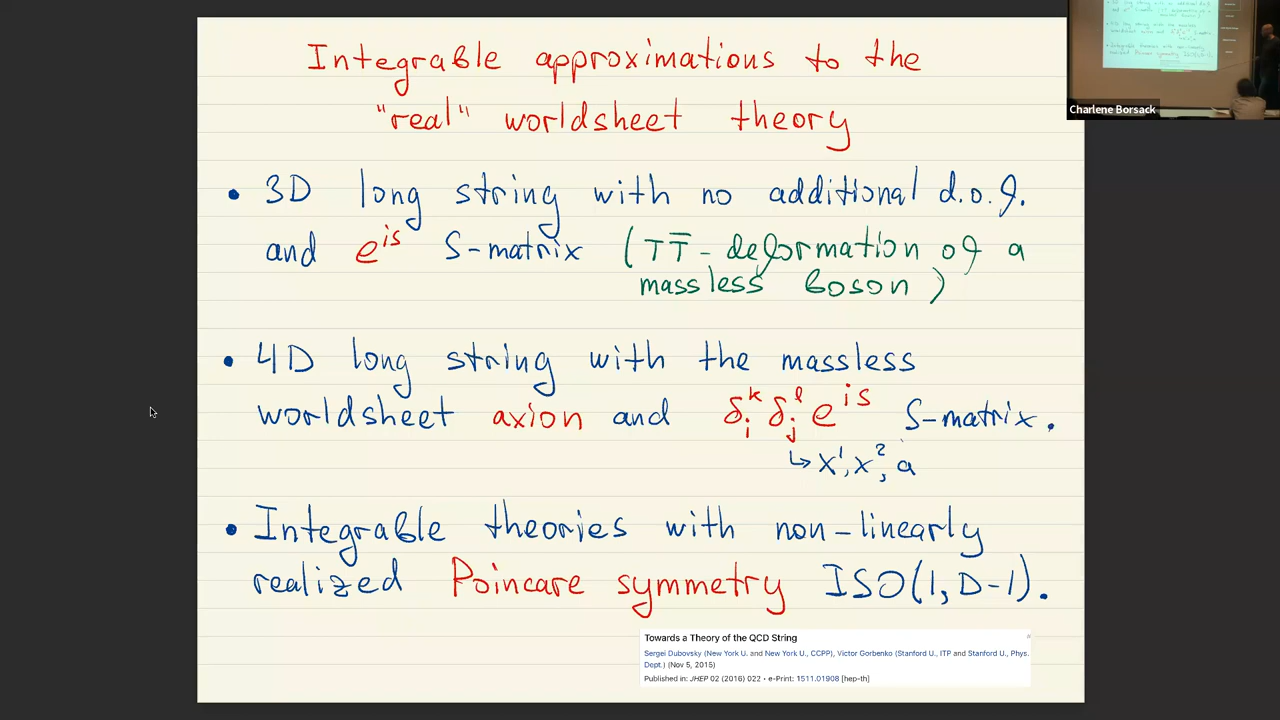 Integrable approximations to the
"real" worldsheet theory
• 3D long string with no additional d.o.f.
and e^{is} S-matrix (TT̄-deformation of a
massless boson)
• 4D long string with the massless
worldsheet axion and δ_i^k δ_j^l e^{is} S-matrix.
↳ x¹, x², a
• Integrable theories with non-linearly
realized Poincare symmetry ISO(1,D-1).
Towards a Theory of the QCD String
Sergei Dubovsky (New York U. and New York U., CCPP), Victor Gorbenko (Stanford U., ITP and Stanford U., Phys.
Dept.) (Nov 5, 2015)
Published in: JHEP 02 (2016) 022 • e-Print: 1511.01908 [hep-th]
Charlene Borsack